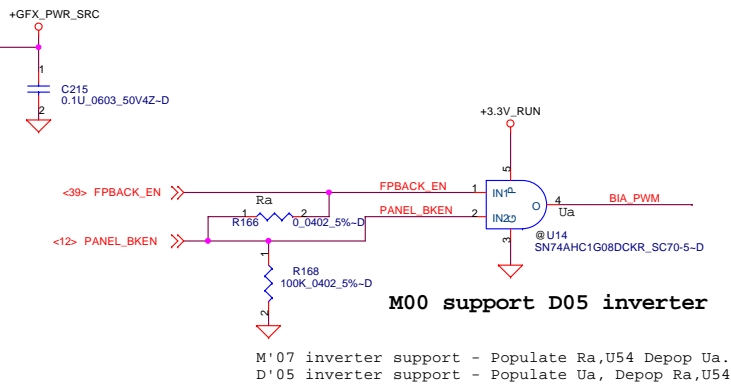 +GFX_PWR_SRC
1
C215
0.1U_0603_50V4Z~D
2
+3.3V_RUN
5
<39> FPBACK_EN
FPBACK_EN
1
IN1
P
4
BIA_PWM
Ra
O
Ua
PANEL_BKEN
2
IN2
G
1
2
R166
0_0402_5%~D
3
@U14
<12> PANEL_BKEN
SN74AHC1G08DCKR_SC70-5~D
1
R168
100K_0402_5%~D
2
M00 support D05 inverter
M'07 inverter support - Populate Ra,U54 Depop Ua.
D'05 inverter support - Populate Ua, Depop Ra,U54